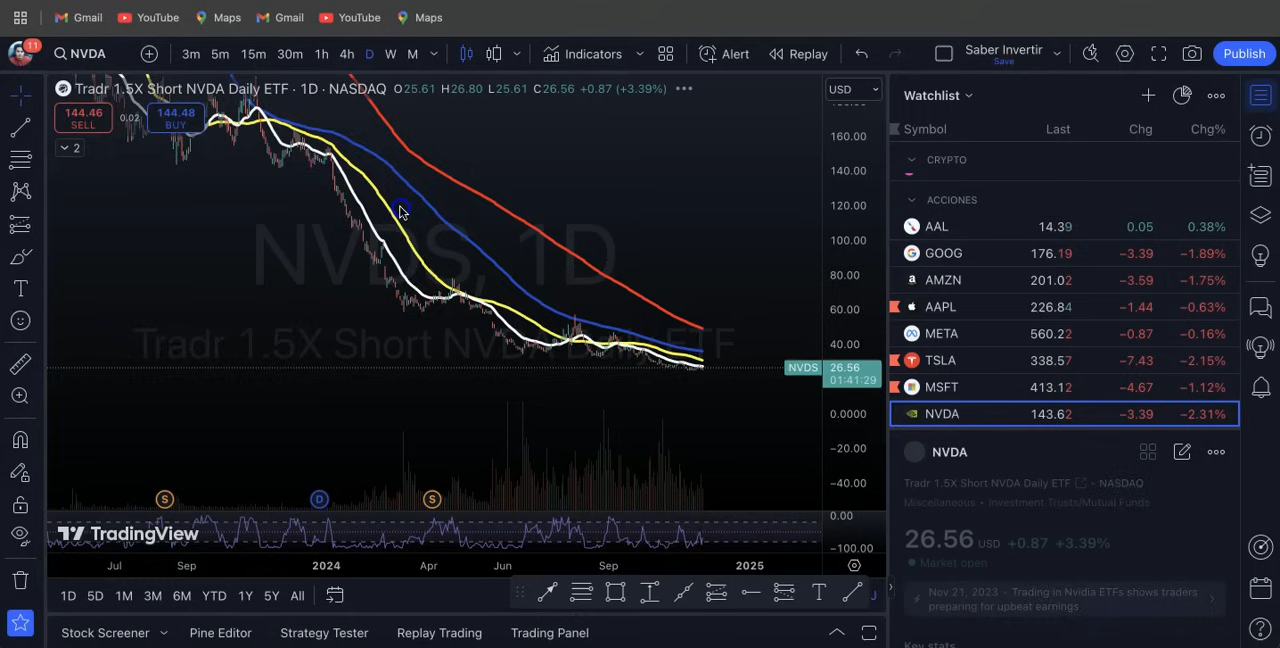 Gmail YouTube Maps Gmail YouTube Maps
11 NVDA 3m 5m 15m 30m 1h 4h D W M Indicators Alert Replay Saber Invertir Save Publish
Tradr 1.5X Short NVDA Daily ETF · 1D · NASDAQ O25.61 H26.80 L25.61 C26.56 +0.87 (+3.39%)
144.46 SELL 0.02 144.48 BUY
2
NVDS, 1D
Tradr 1.5X Short NVDA Daily ETF
USD
160.00
140.00
120.00
100.00
80.00
60.00
40.00
NVDS 26.56
01:41:29
0.0000
−20.00
−40.00
0.00
−100.00
S D S
TradingView
Jul Sep 2024 Apr Jun Sep 2025
1D 5D 1M 3M 6M YTD 1Y 5Y All
Stock Screener Pine Editor Strategy Tester Replay Trading Trading Panel
Watchlist
Symbol Last Chg Chg%
CRYPTO
ACCIONES
AAL 14.39 0.05 0.38%
GOOG 176.19 −3.39 −1.89%
AMZN 201.02 −3.59 −1.75%
AAPL 226.84 −1.44 −0.63%
META 560.22 −0.87 −0.16%
TSLA 338.57 −7.43 −2.15%
MSFT 413.12 −4.67 −1.12%
NVDA 143.62 −3.39 −2.31%
NVDA
Tradr 1.5X Short NVDA Daily ETF • NASDAQ
Miscellaneous • Investment Trusts/Mutual Funds
26.56 USD +0.87 +3.39%
Market open
Nov 21, 2023 • Trading in Nvidia ETFs shows traders
preparing for upbeat earnings
Key stats